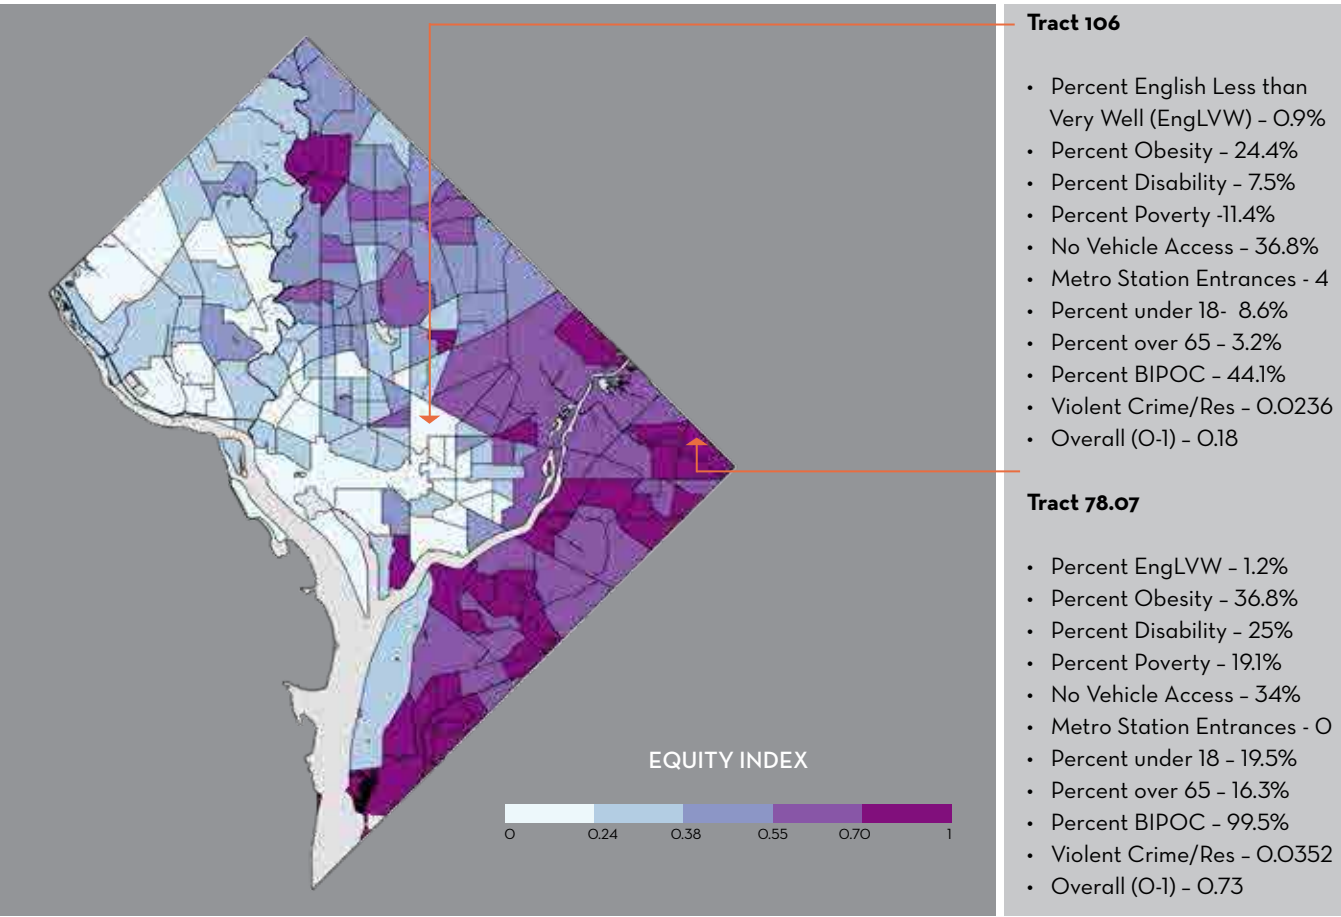 Tract 106
• Percent English Less than
Very Well (EngLVW) – 0.9%
• Percent Obesity – 24.4%
• Percent Disability – 7.5%
• Percent Poverty -11.4%
• No Vehicle Access – 36.8%
• Metro Station Entrances - 4
• Percent under 18- 8.6%
• Percent over 65 – 3.2%
• Percent BIPOC – 44.1%
• Violent Crime/Res – 0.0236
• Overall (0-1) – 0.18
Tract 78.07
• Percent EngLVW – 1.2%
• Percent Obesity – 36.8%
• Percent Disability – 25%
• Percent Poverty – 19.1%
• No Vehicle Access – 34%
• Metro Station Entrances - 0
• Percent under 18 – 19.5%
• Percent over 65 – 16.3%
• Percent BIPOC – 99.5%
• Violent Crime/Res – 0.0352
• Overall (0-1) – 0.73
EQUITY INDEX
0 0.24 0.38 0.55 0.70 1